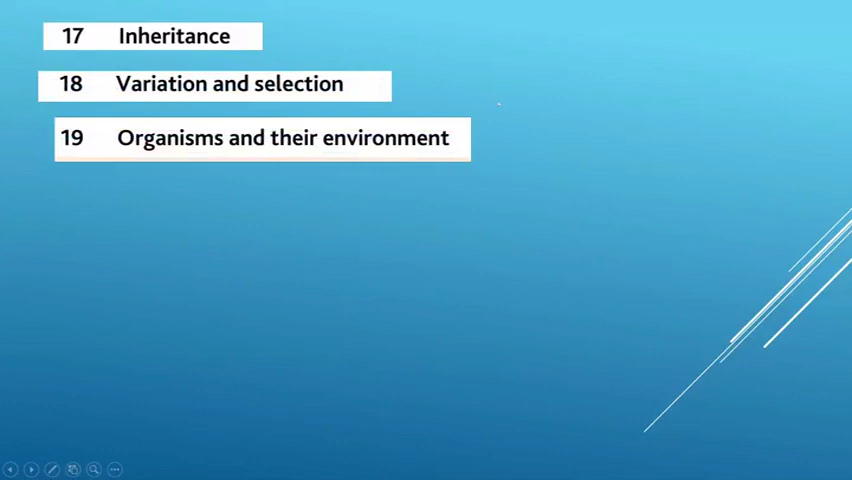 17 Inheritance
18 Variation and selection
19 Organisms and their environment